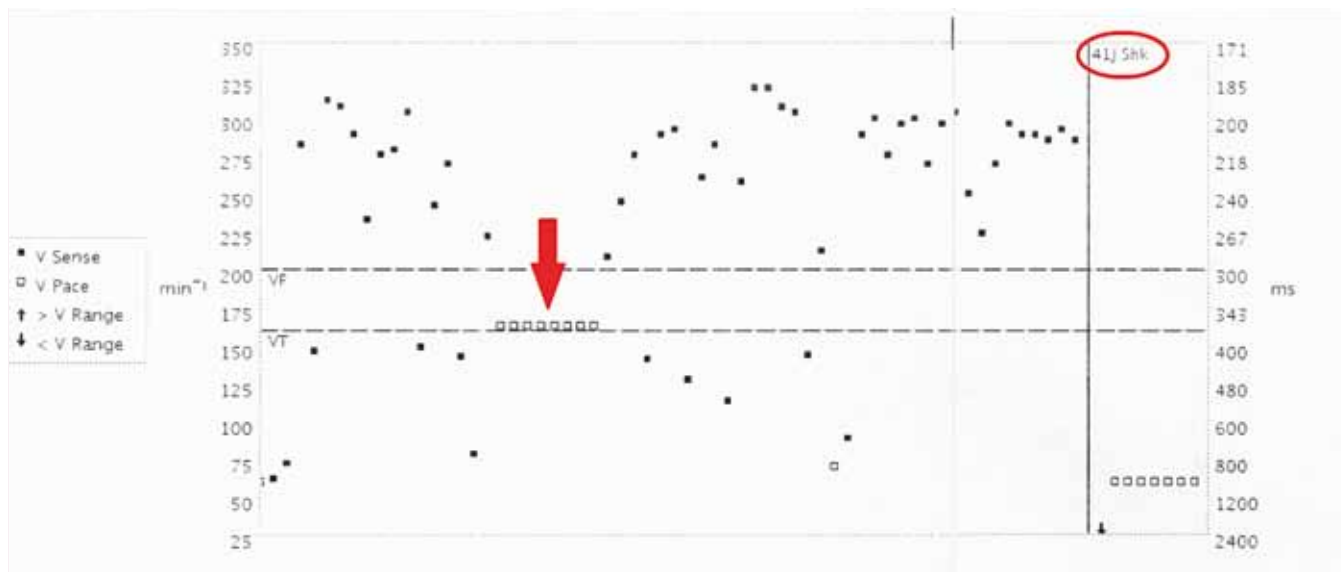 350 41J Shk 171
325 185
300 200
275 218
250 240
225 267
V Sense
V Pace
> V Range
< V Range
min⁻¹
200 VF 300
ms
175 343
150 VT 400
125 480
100 600
75 800
50 1200
25 2400